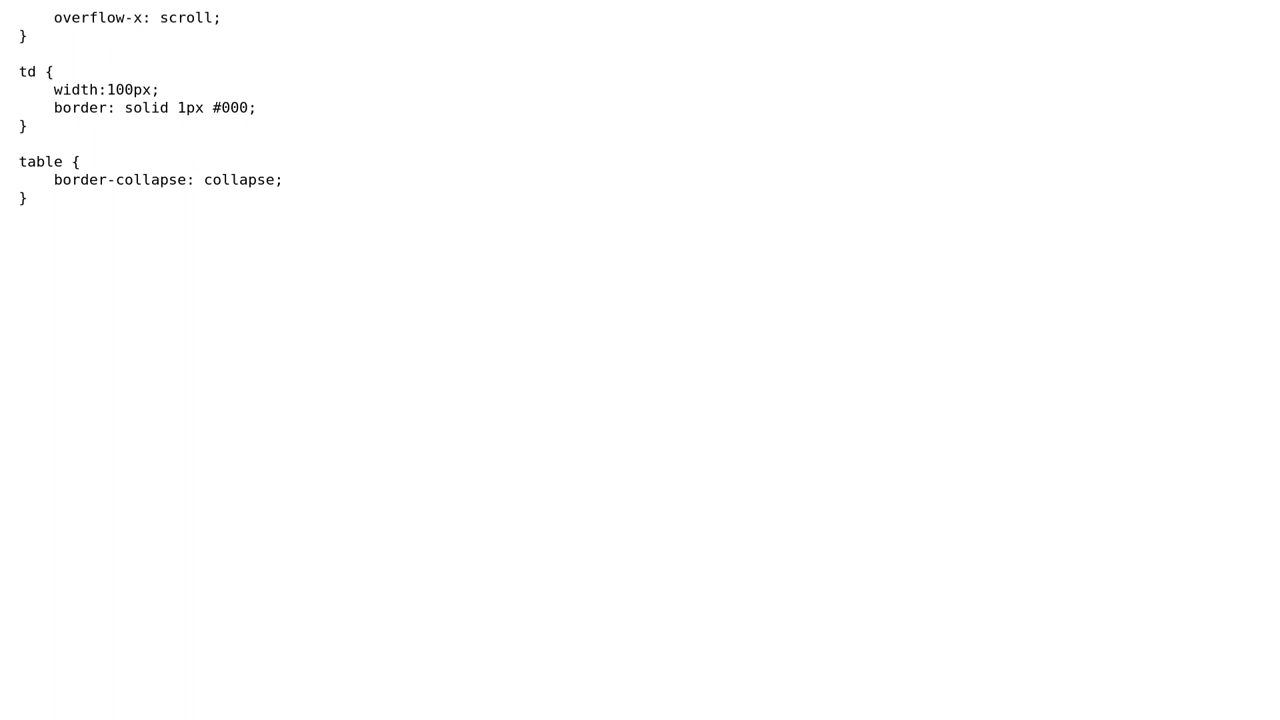 overflow-x: scroll;
}

td {
    width:100px;
    border: solid 1px #000;
}

table {
    border-collapse: collapse;
}